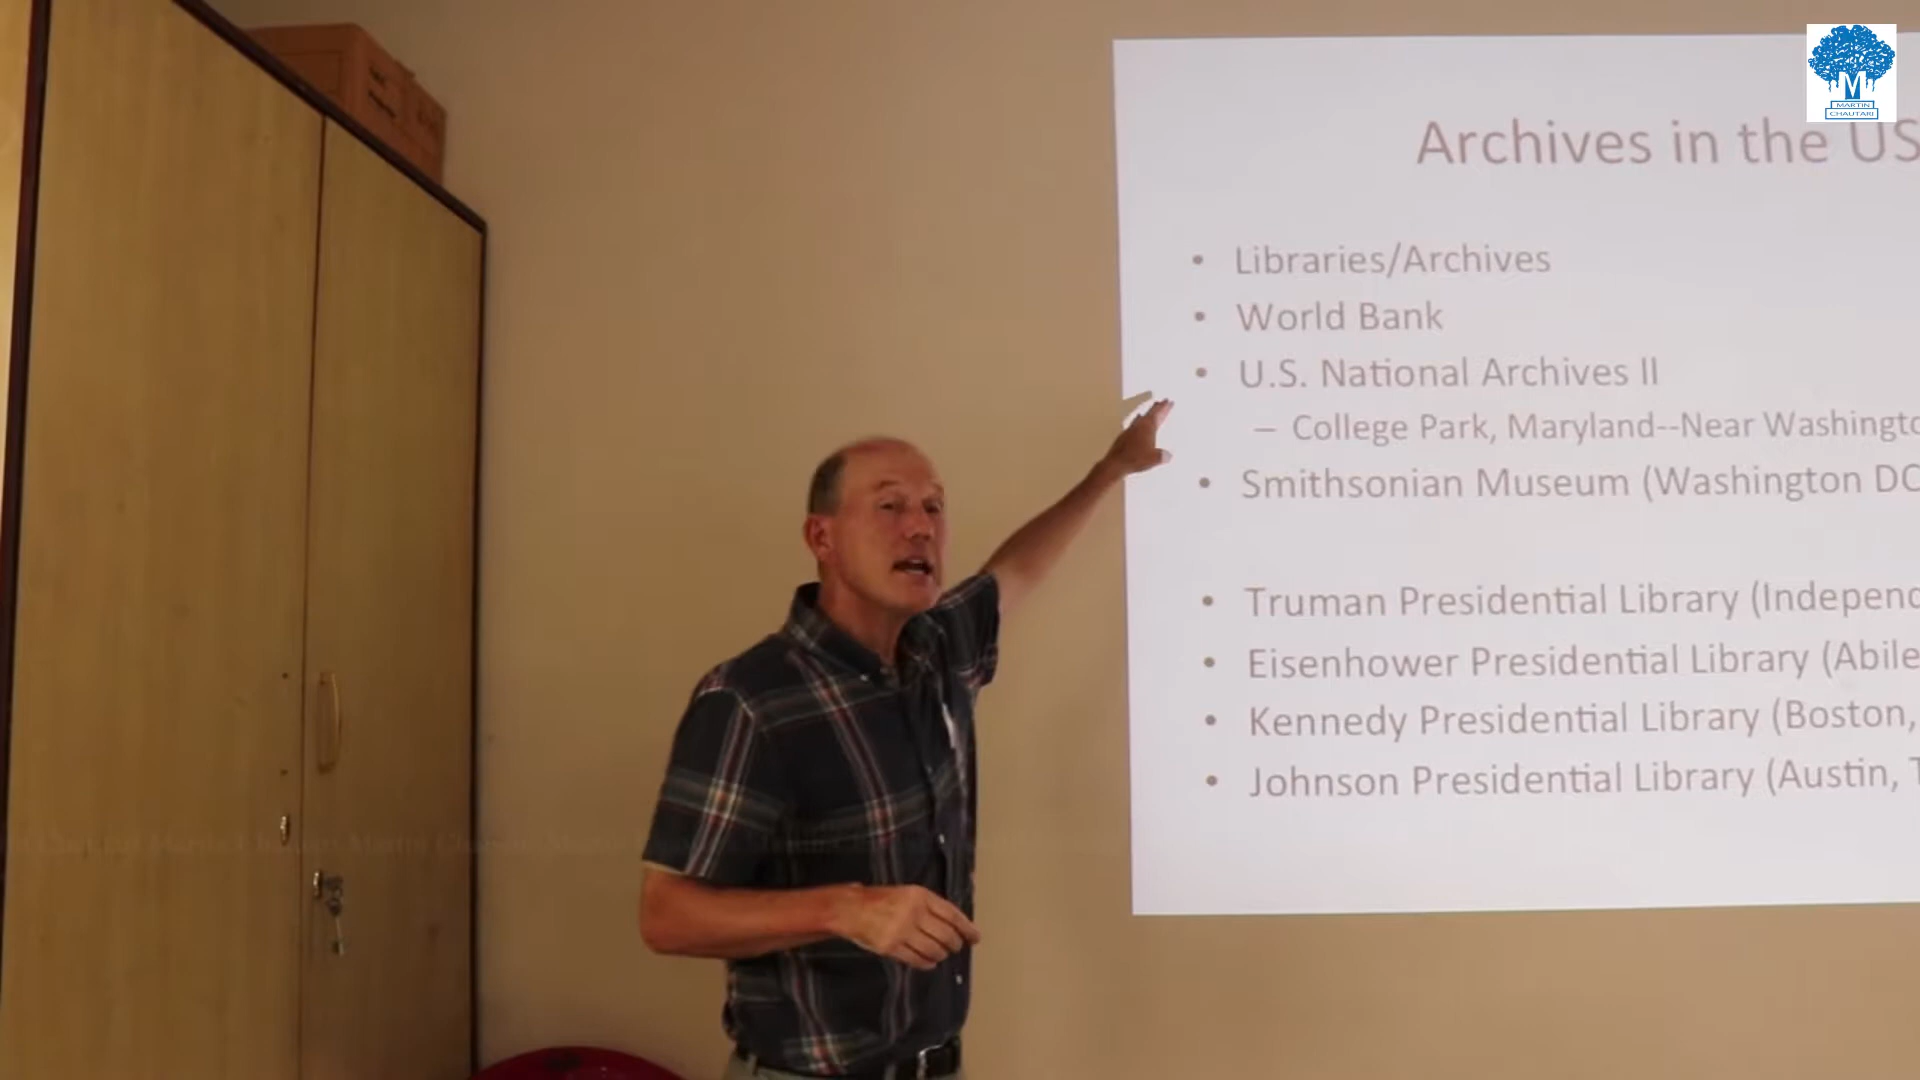 M
MARTIN
CHAUTARI
Archives in the US
• Libraries/Archives
• World Bank
• U.S. National Archives II
– College Park, Maryland--Near Washingto
• Smithsonian Museum (Washington DC
• Truman Presidential Library (Independ
• Eisenhower Presidential Library (Abile
• Kennedy Presidential Library (Boston,
• Johnson Presidential Library (Austin, T